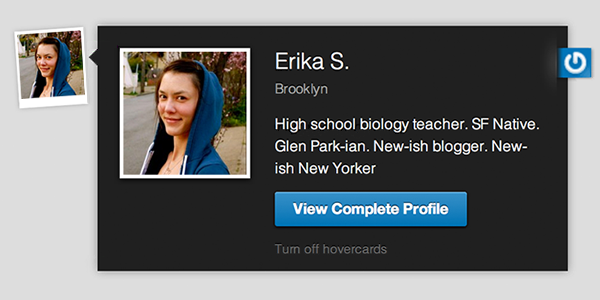 Erika S.
Brooklyn
High school biology teacher. SF Native.
Glen Park-ian. New-ish blogger. New-
ish New Yorker
View Complete Profile
Turn off hovercards